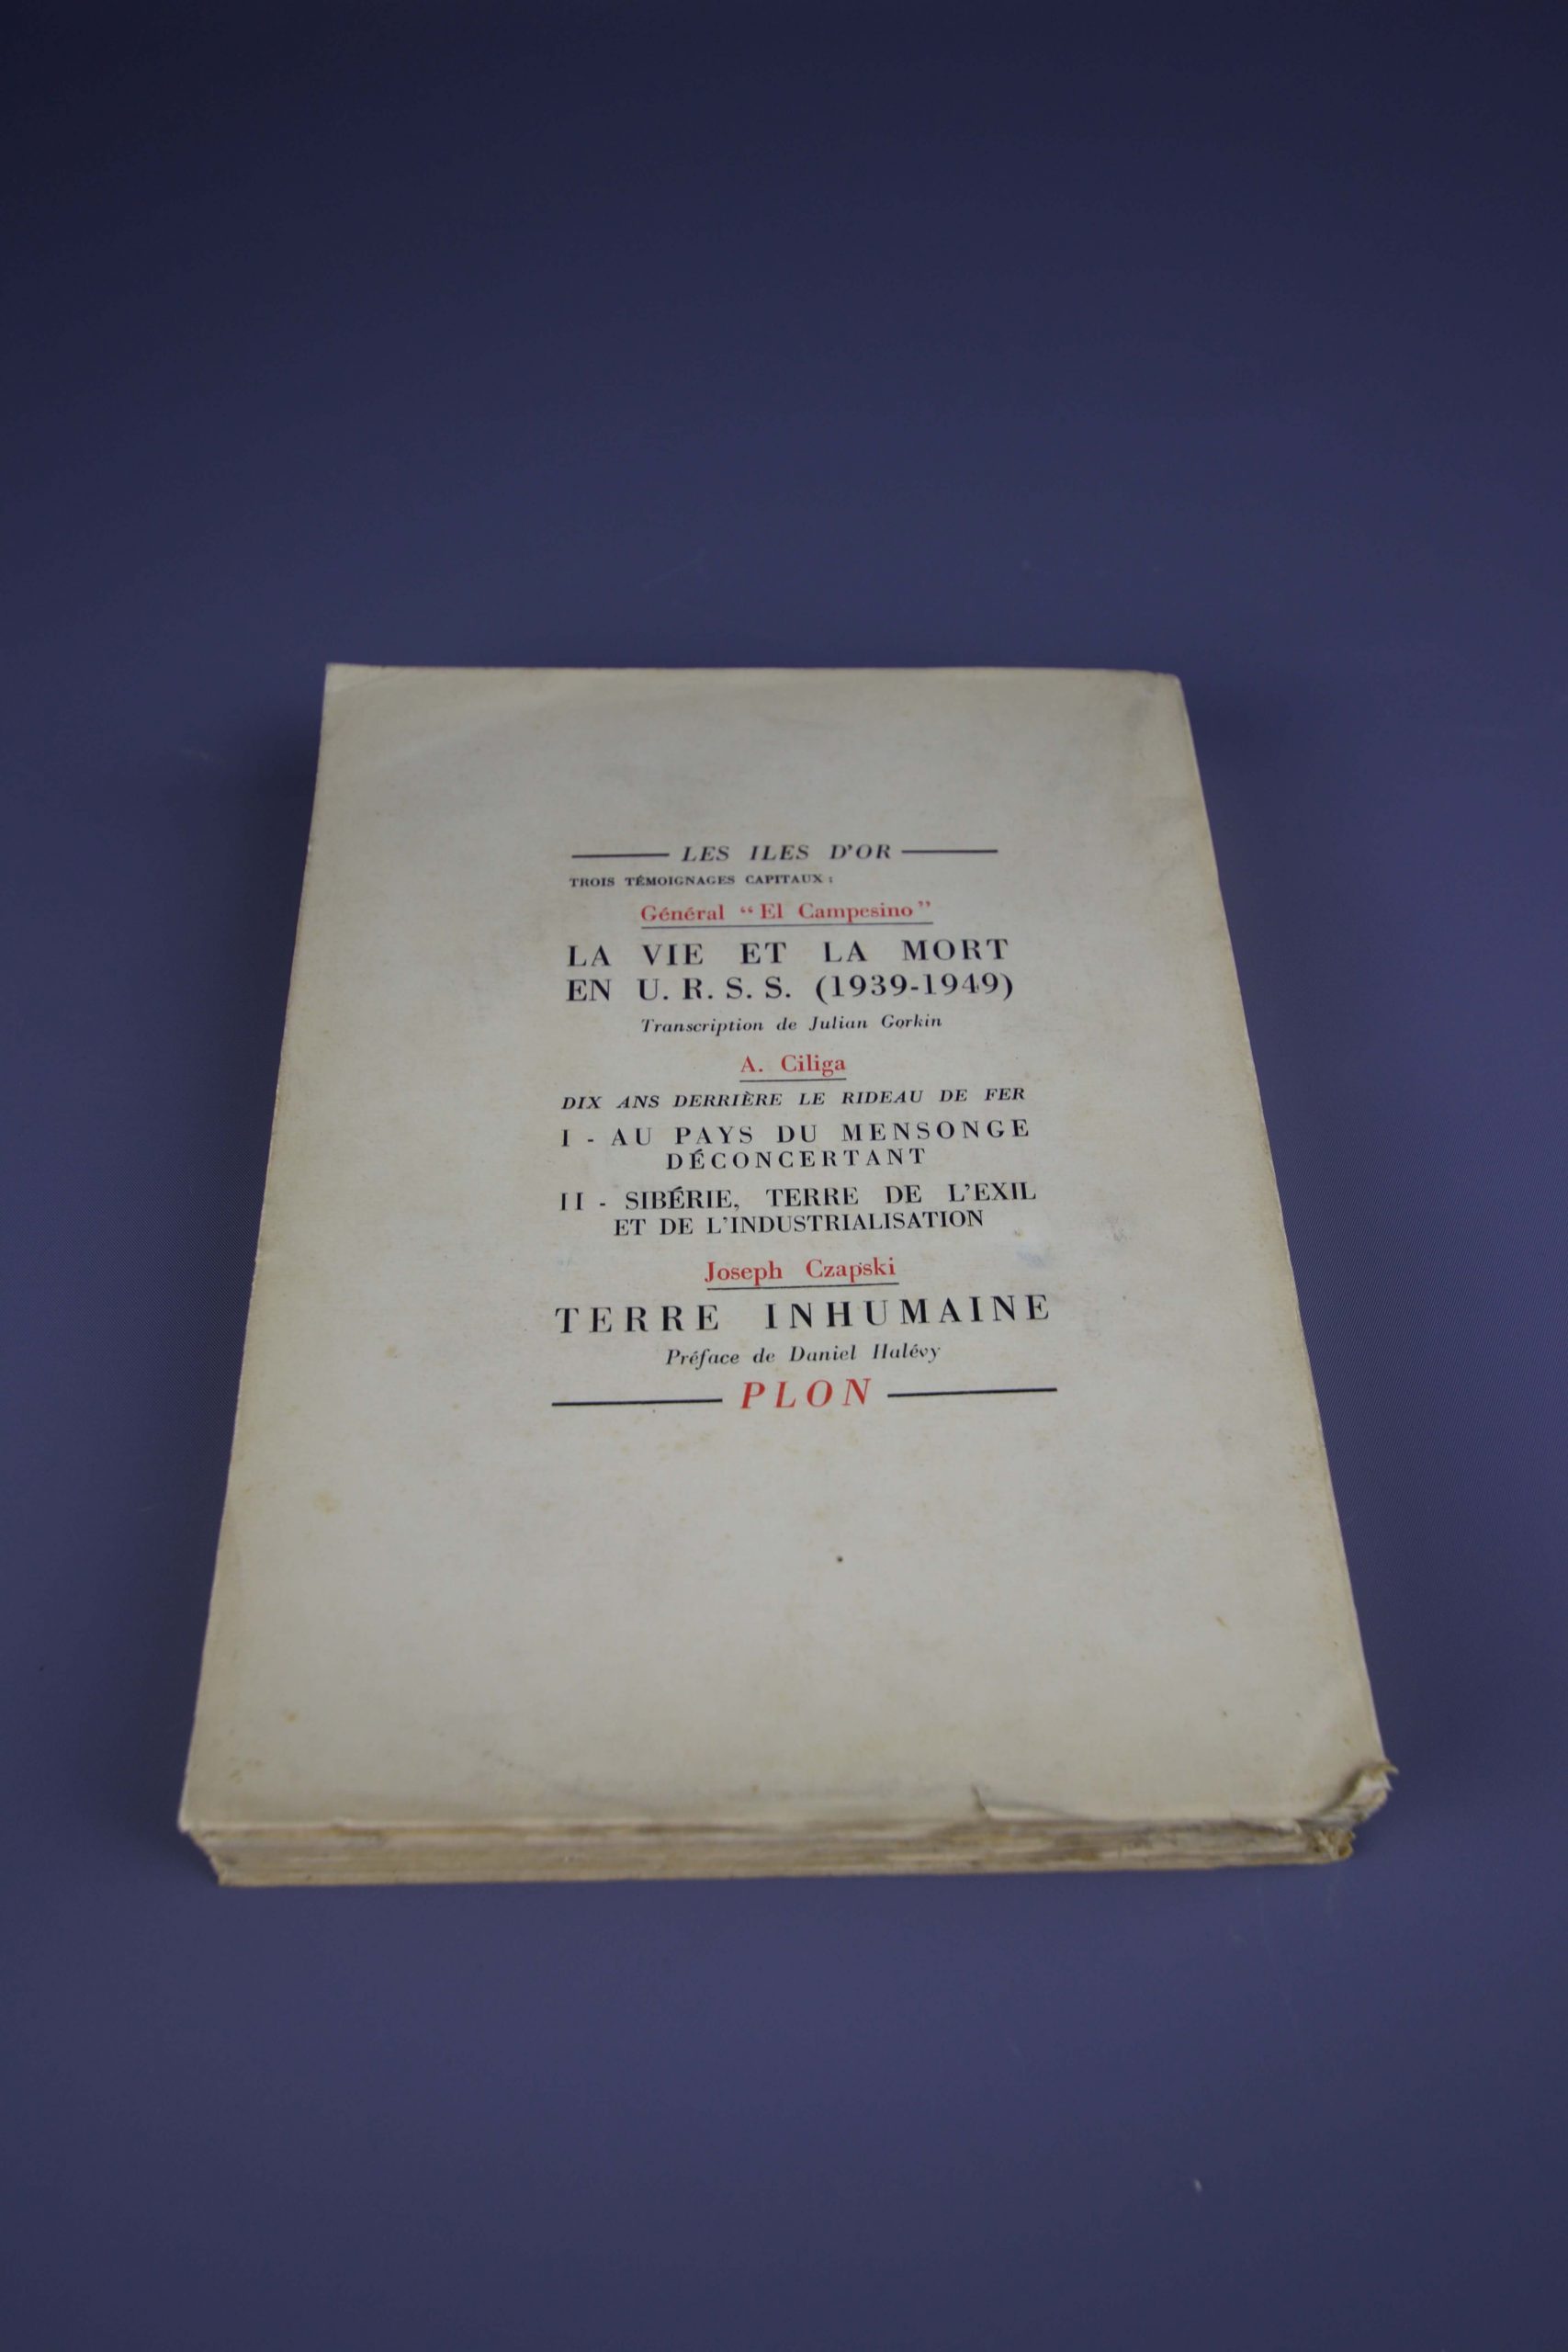 LES ILES D'OR
TROIS TÉMOIGNAGES CAPITAUX :
Général “El Campesino”
LA VIE ET LA MORT
EN U. R. S. S. (1939-1949)
Transcription de Julian Gorkin
A. Ciliga
DIX ANS DERRIÈRE LE RIDEAU DE FER
I - AU PAYS DU MENSONGE
DÉCONCERTANT
II - SIBÉRIE, TERRE DE L'EXIL
ET DE L'INDUSTRIALISATION
Joseph Czapski
TERRE INHUMAINE
Préface de Daniel Halévy
PLON